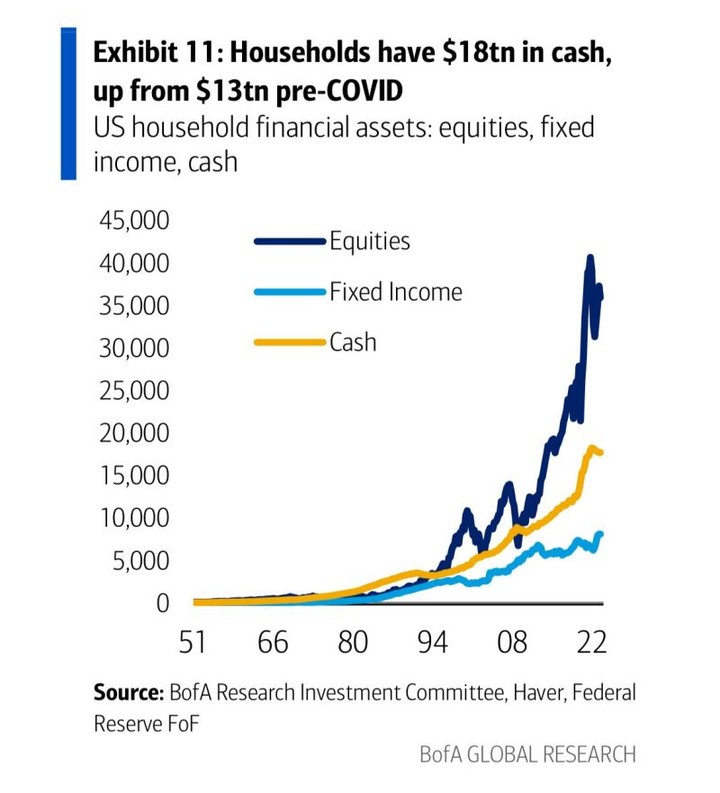 Exhibit 11: Households have $18tn in cash,
up from $13tn pre-COVID
US household financial assets: equities, fixed
income, cash
45,000
40,000
35,000
30,000
25,000
20,000
15,000
10,000
5,000
0
Equities
Fixed Income
Cash
51 66 80 94 08 22
Source: BofA Research Investment Committee, Haver, Federal
Reserve FoF
BofA GLOBAL RESEARCH